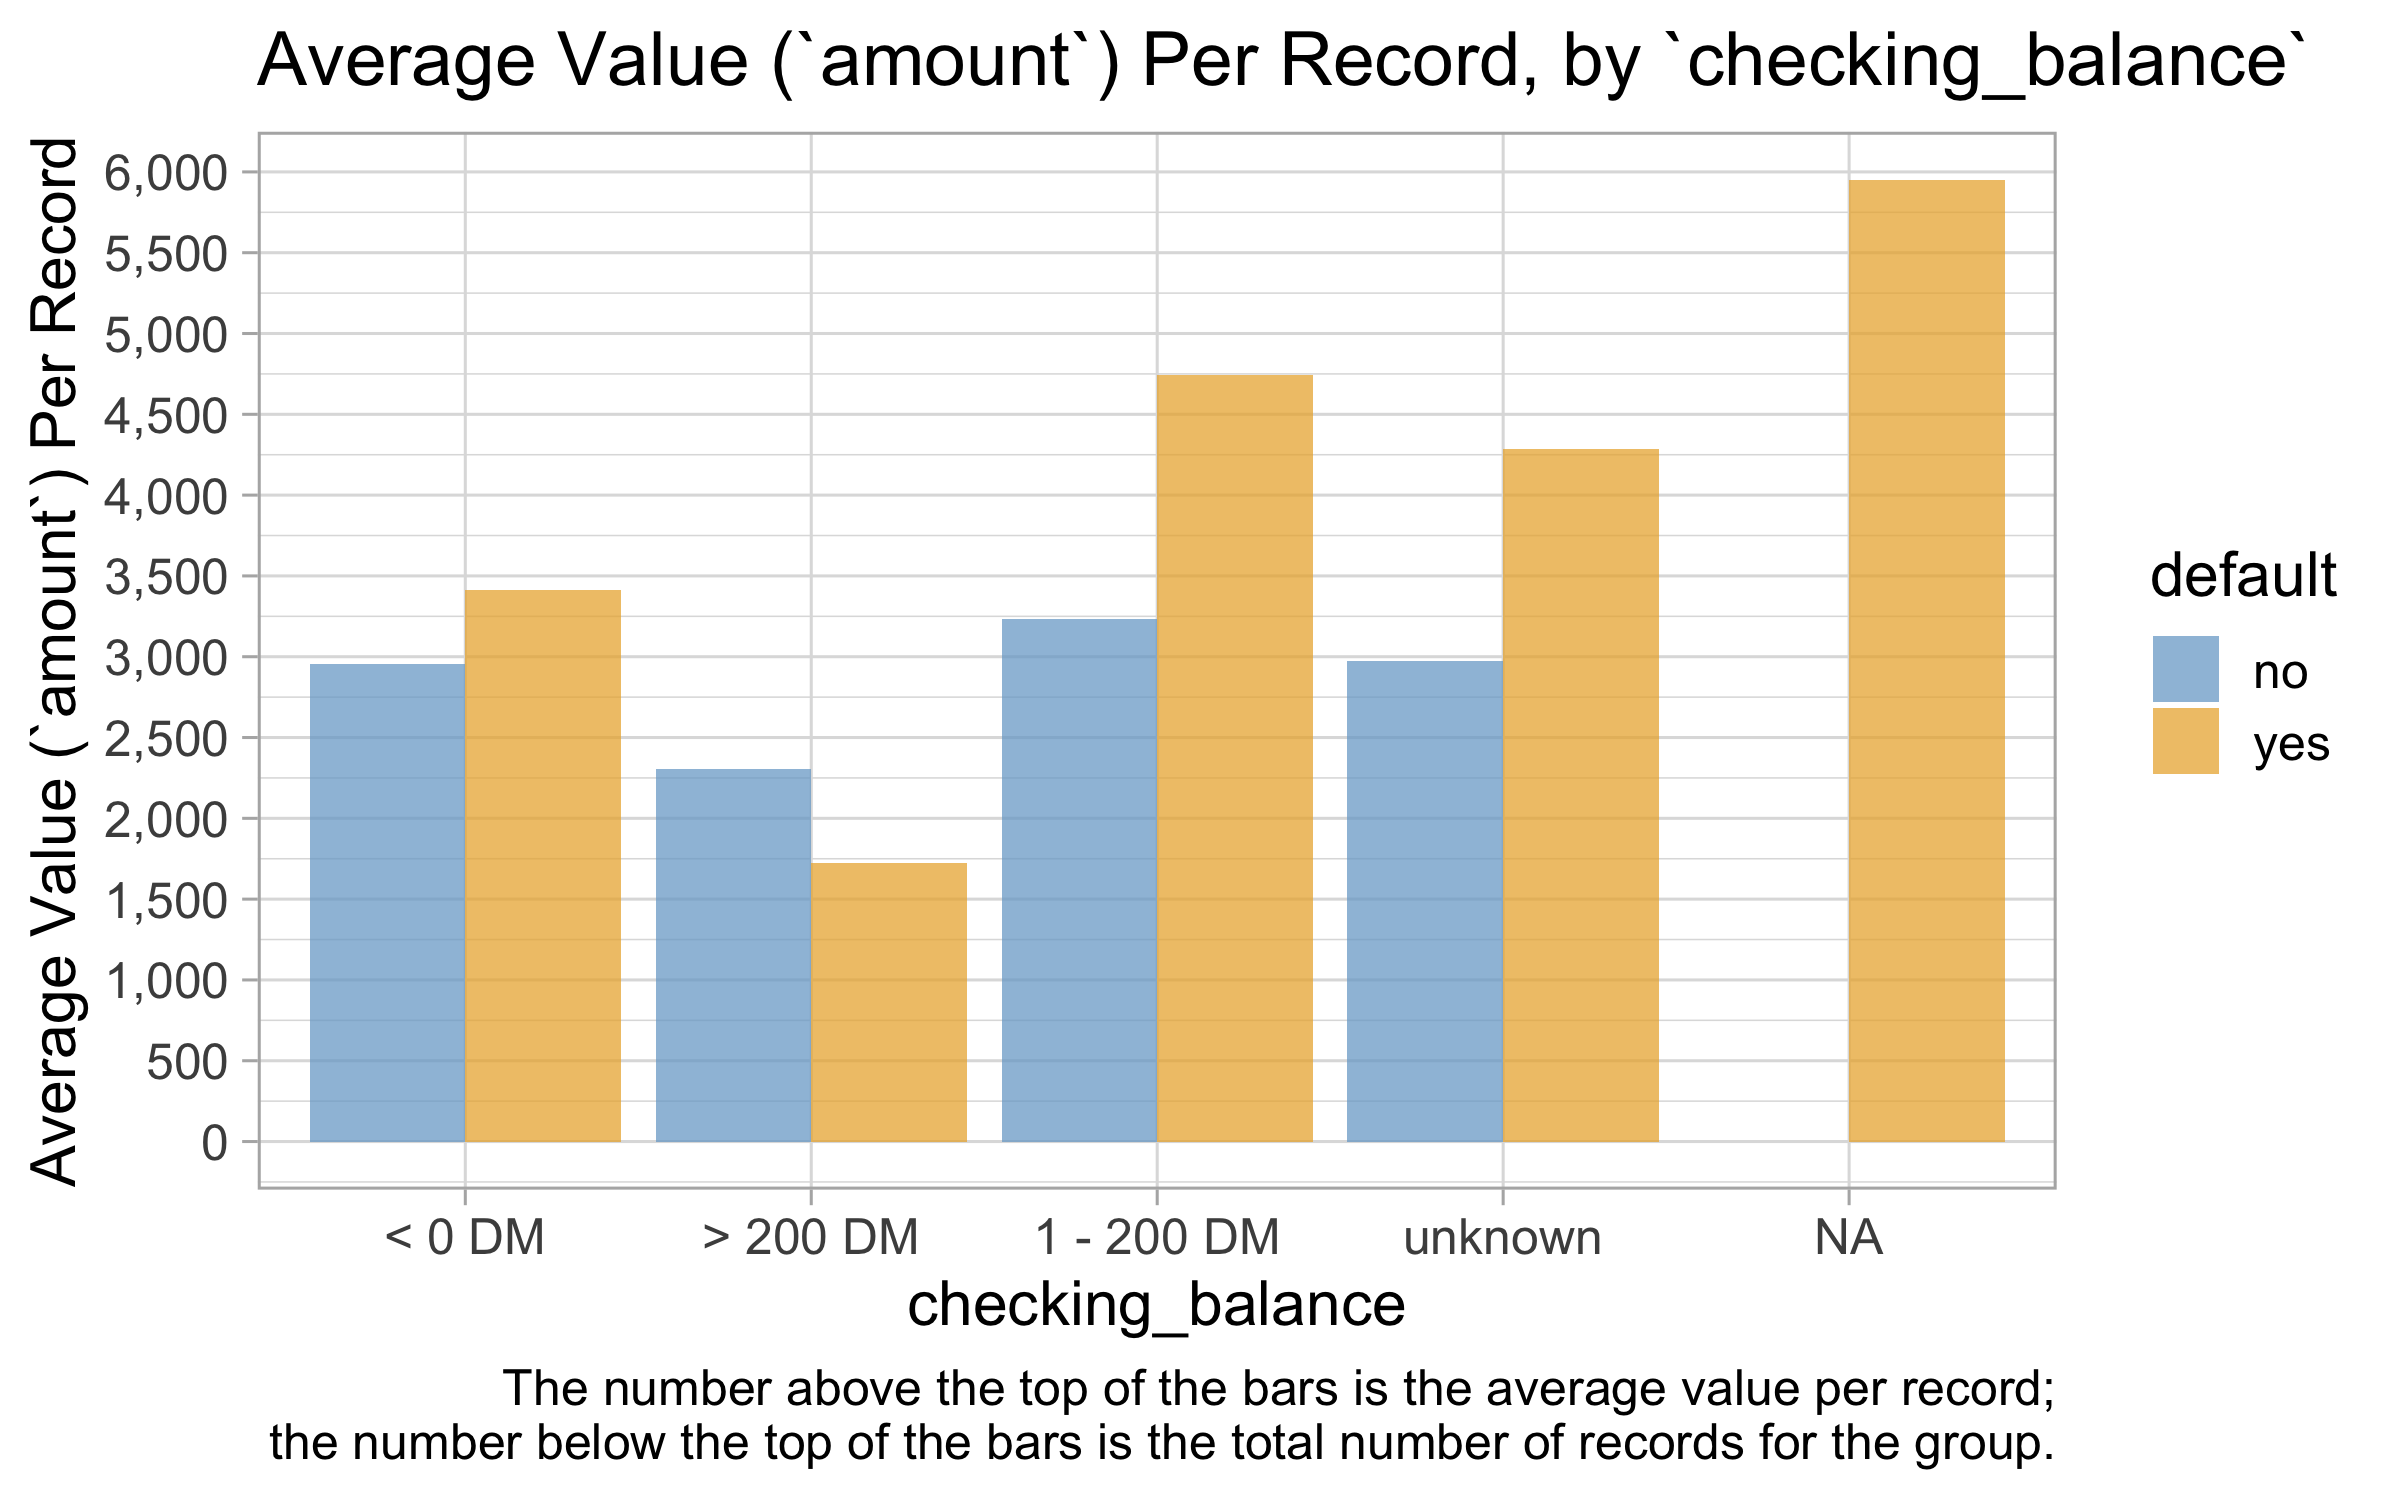 Average Value (`amount`) Per Record, by `checking_balance`
Average Value (`amount`) Per Record
6,000
5,500
5,000
4,500
4,000
3,500
3,000
2,500
2,000
1,500
1,000
500
0
< 0 DM
> 200 DM
1 - 200 DM
unknown
NA
checking_balance
default
no
yes
The number above the top of the bars is the average value per record;
the number below the top of the bars is the total number of records for the group.